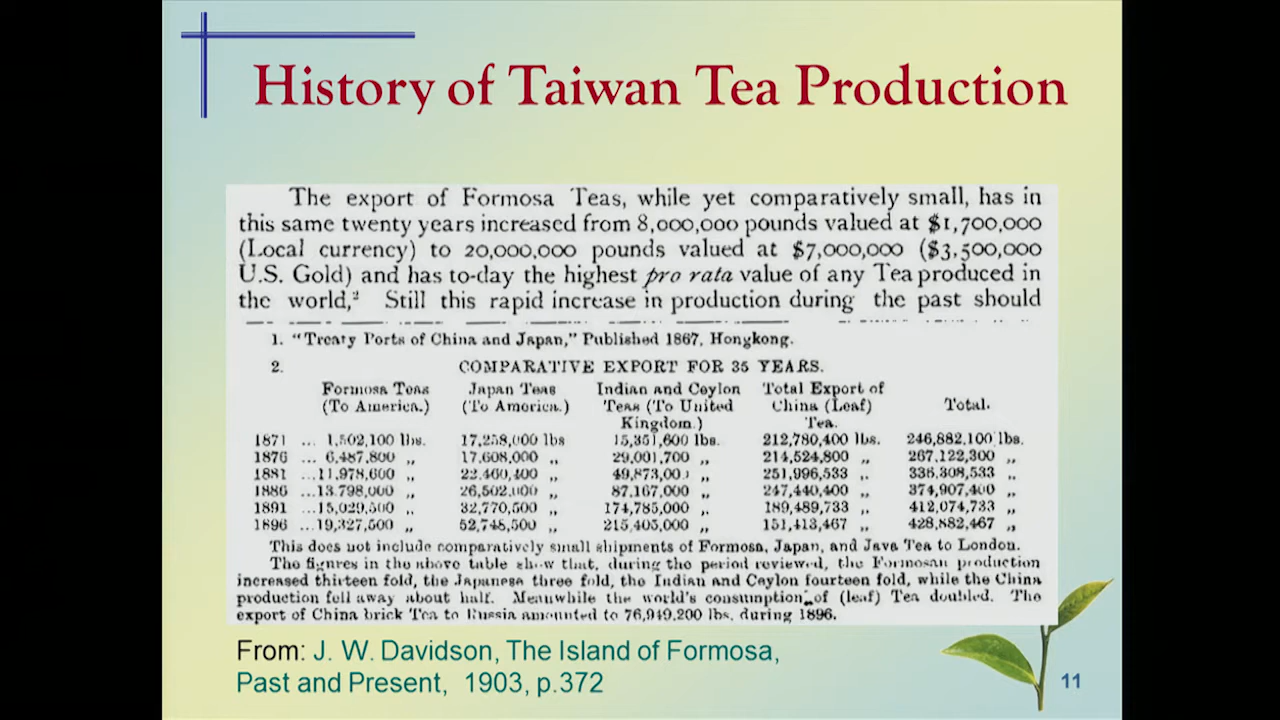 History of Taiwan Tea Production
The export of Formosa Teas, while yet comparatively small, has in
this same twenty years increased from 8,000,000 pounds valued at $1,700,000
(Local currency) to 20,000,000 pounds valued at $7,000,000 ($3,500,000
U.S. Gold) and has to-day the highest pro rata value of any Tea produced in
the world,² Still this rapid increase in production during the past should
1. "Treaty Ports of China and Japan," Published 1867, Hongkong.
2. COMPARATIVE EXPORT FOR 35 YEARS.
Formosa Teas Japan Teas Indian and Ceylon Total Export of
(To America.) (To America.) Teas (To United China (Leaf) Total.
Kingdom.) Tea.
1871 ... 1,502,100 lbs. 17,258,000 lbs 15,351,600 lbs. 212,780,400 lbs. 246,882,100 lbs.
1876 ... 6,487,800 „ 17,608,000 „ 29,001,700 „ 214,524,800 „ 267,122,300 „
1881 ... 11,978,600 „ 22,460,400 „ 49,873,000 „ 251,996,533 „ 336,308,533 „
1886 ... 13,798,000 „ 26,502,000 „ 87,167,000 „ 247,440,400 „ 374,907,400 „
1891 ... 15,029,500 „ 32,770,500 „ 174,785,000 „ 189,489,733 „ 412,074,733 „
1896 ... 19,327,500 „ 52,748,500 „ 215,405,000 „ 151,413,467 „ 428,882,467 „
This does not include comparatively small shipments of Formosa, Japan, and Java Tea to London.
The figures in the above table show that, during the period reviewed, the Formosan production
increased thirteen fold, the Japanese three fold, the Indian and Ceylon fourteen fold, while the China
production fell away about half. Meanwhile the world's consumption of (leaf) Tea doubled. The
export of China brick Tea to Russia amounted to 76,949,200 lbs. during 1896.
From: J. W. Davidson, The Island of Formosa,
Past and Present, 1903, p.372
11